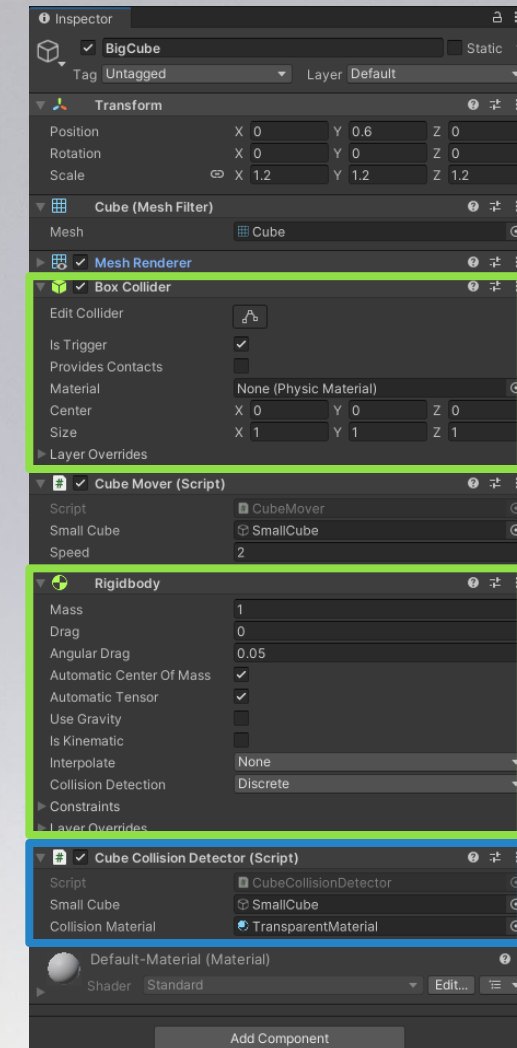 Inspector
BigCube Static
Tag Untagged Layer Default
Transform
Position X 0 Y 0.6 Z 0
Rotation X 0 Y 0 Z 0
Scale X 1.2 Y 1.2 Z 1.2
Cube (Mesh Filter)
Mesh Cube
Mesh Renderer
Box Collider
Edit Collider
Is Trigger
Provides Contacts
Material None (Physic Material)
Center X 0 Y 0 Z 0
Size X 1 Y 1 Z 1
Layer Overrides
# Cube Mover (Script)
Script CubeMover
Small Cube SmallCube
Speed 2
Rigidbody
Mass 1
Drag 0
Angular Drag 0.05
Automatic Center Of Mass
Automatic Tensor
Use Gravity
Is Kinematic
Interpolate None
Collision Detection Discrete
Constraints
Layer Overrides
# Cube Collision Detector (Script)
Script CubeCollisionDetector
Small Cube SmallCube
Collision Material TransparentMaterial
Default-Material (Material)
Shader Standard Edit...
Add Component